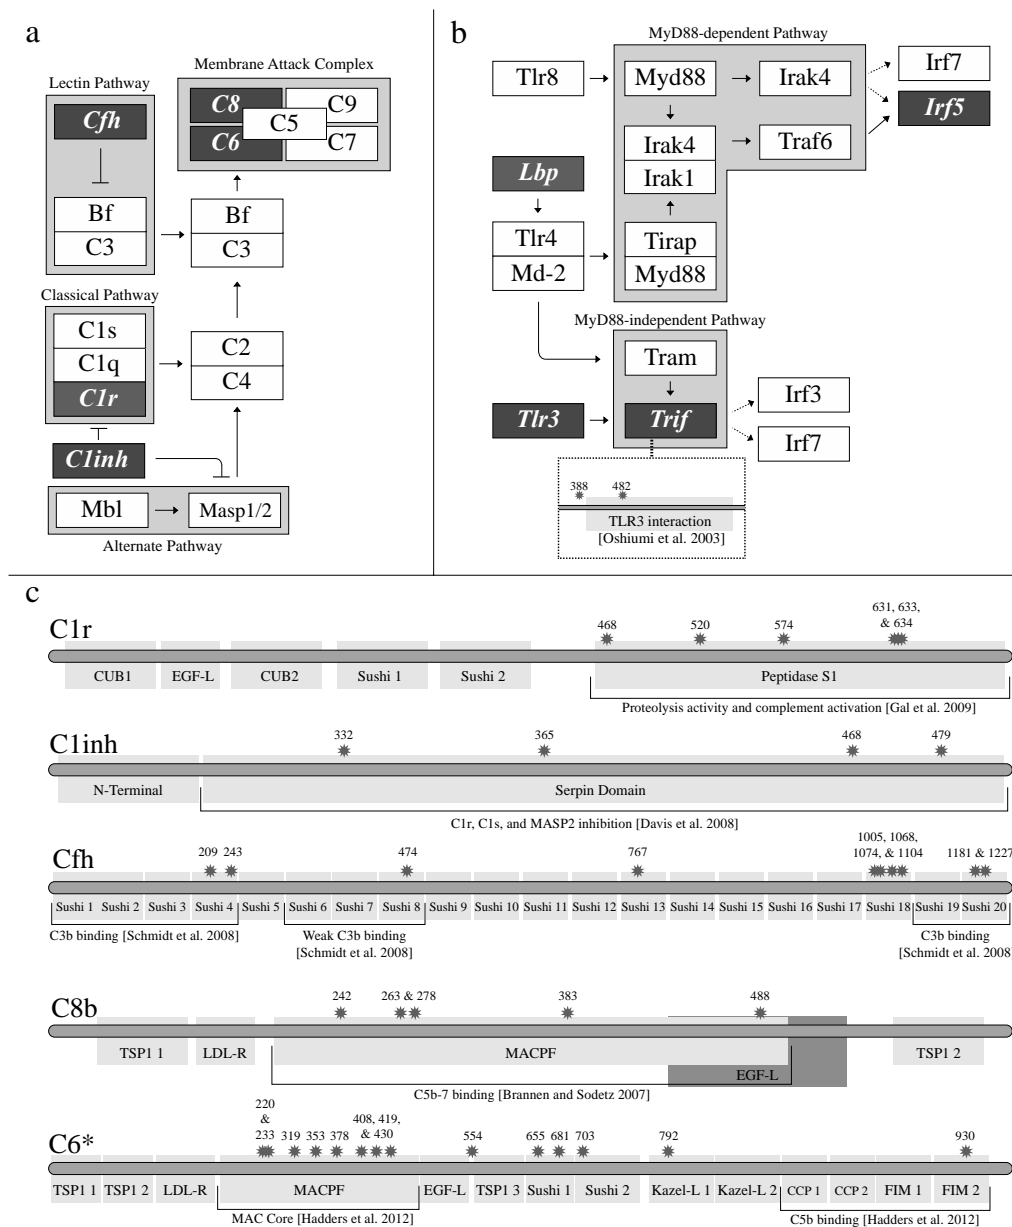 a
Lectin Pathway
Cfh
Bf
C3
Membrane Attack Complex
C8
C9
C5
C6
C7
Bf
C3
Classical Pathway
C1s
C1q
C1r
C2
C4
C1inh
Mbl
Masp1/2
Alternate Pathway
b
MyD88-dependent Pathway
Tlr8
Myd88
Irak4
Irf7
Irf5
Irak4
Irak1
Traf6
Lbp
Tlr4
Md-2
Tirap
Myd88
MyD88-independent Pathway
Tram
Tlr3
Trif
Irf3
Irf7
388
482
TLR3 interaction
[Oshiumi et al. 2003]
c
C1r
468
520
574
631, 633,
& 634
CUB1
EGF-L
CUB2
Sushi 1
Sushi 2
Peptidase S1
Proteolysis activity and complement activation [Gal et al. 2009]
C1inh
332
365
468
479
N-Terminal
Serpin Domain
C1r, C1s, and MASP2 inhibition [Davis et al. 2008]
Cfh
209
243
474
767
1005, 1068,
1074, & 1104
1181 & 1227
Sushi 1
Sushi 2
Sushi 3
Sushi 4
Sushi 5
Sushi 6
Sushi 7
Sushi 8
Sushi 9
Sushi 10
Sushi 11
Sushi 12
Sushi 13
Sushi 14
Sushi 15
Sushi 16
Sushi 17
Sushi 18
Sushi 19
Sushi 20
C3b binding [Schmidt et al. 2008]
Weak C3b binding
[Schmidt et al. 2008]
C3b binding
[Schmidt et al. 2008
C8b
242
263 & 278
383
488
TSP1 1
LDL-R
MACPF
EGF-L
TSP1 2
C5b-7 binding [Brannen and Sodetz 2007]
C6*
220
&
233
319
353
378
408, 419,
& 430
554
655
681
703
792
930
TSP1 1
TSP1 2
LDL-R
MACPF
EGF-L
TSP1 3
Sushi 1
Sushi 2
Kazel-L 1
Kazel-L 2
CCP 1
CCP 2
FIM 1
FIM 2
MAC Core [Hadders et al. 2012]
C5b binding [Hadders et al. 2012]